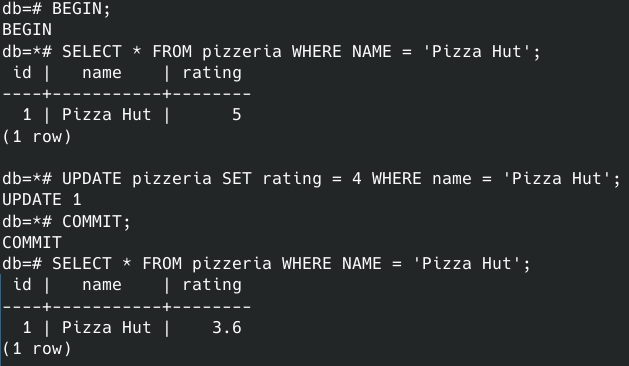 db=# BEGIN;
BEGIN
db=*# SELECT * FROM pizzeria WHERE NAME = 'Pizza Hut';
 id |   name    | rating
----+-----------+--------
  1 | Pizza Hut |      5
(1 row)

db=*# UPDATE pizzeria SET rating = 4 WHERE name = 'Pizza Hut';
UPDATE 1
db=*# COMMIT;
COMMIT
db=# SELECT * FROM pizzeria WHERE NAME = 'Pizza Hut';
 id |   name    | rating
----+-----------+--------
  1 | Pizza Hut |    3.6
(1 row)